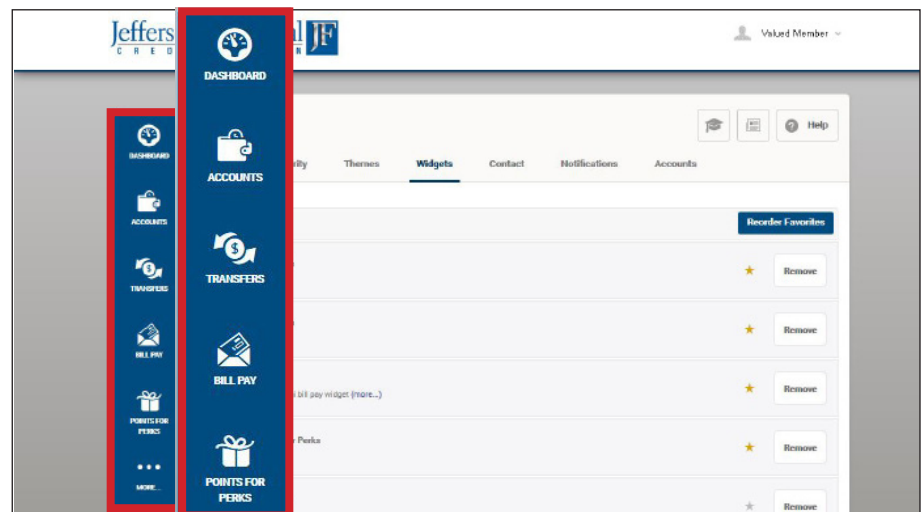 Jeffers
l JF
C R E D
N
Valued Member
DASHBOARD
ACCOUNTS
TRANSFERS
BILL PAY
POINTS FOR
PERKS
DASHBOARD
ACCOUNTS
TRANSFERS
BILL PAY
POINTS FOR
PERKS
MORE...
Help
rity Themes Widgets Contact Notifications Accounts
Reorder Favorites
Remove
Remove
l bill pay widget (more...)
Remove
Perks
Remove
Remove